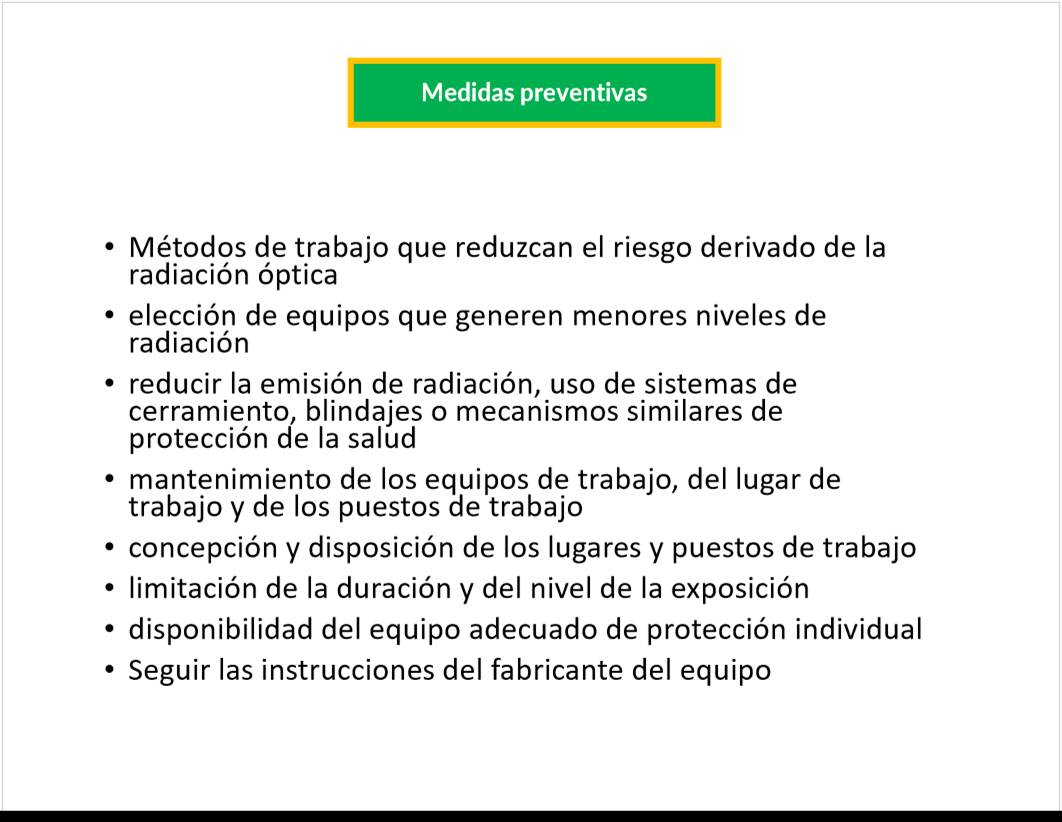 Medidas preventivas
• Métodos de trabajo que reduzcan el riesgo derivado de la
radiación óptica
• elección de equipos que generen menores niveles de
radiación
• reducir la emisión de radiación, uso de sistemas de
cerramiento, blindajes o mecanismos similares de
protección de la salud
• mantenimiento de los equipos de trabajo, del lugar de
trabajo y de los puestos de trabajo
• concepción y disposición de los lugares y puestos de trabajo
• limitación de la duración y del nivel de la exposición
• disponibilidad del equipo adecuado de protección individual
• Seguir las instrucciones del fabricante del equipo